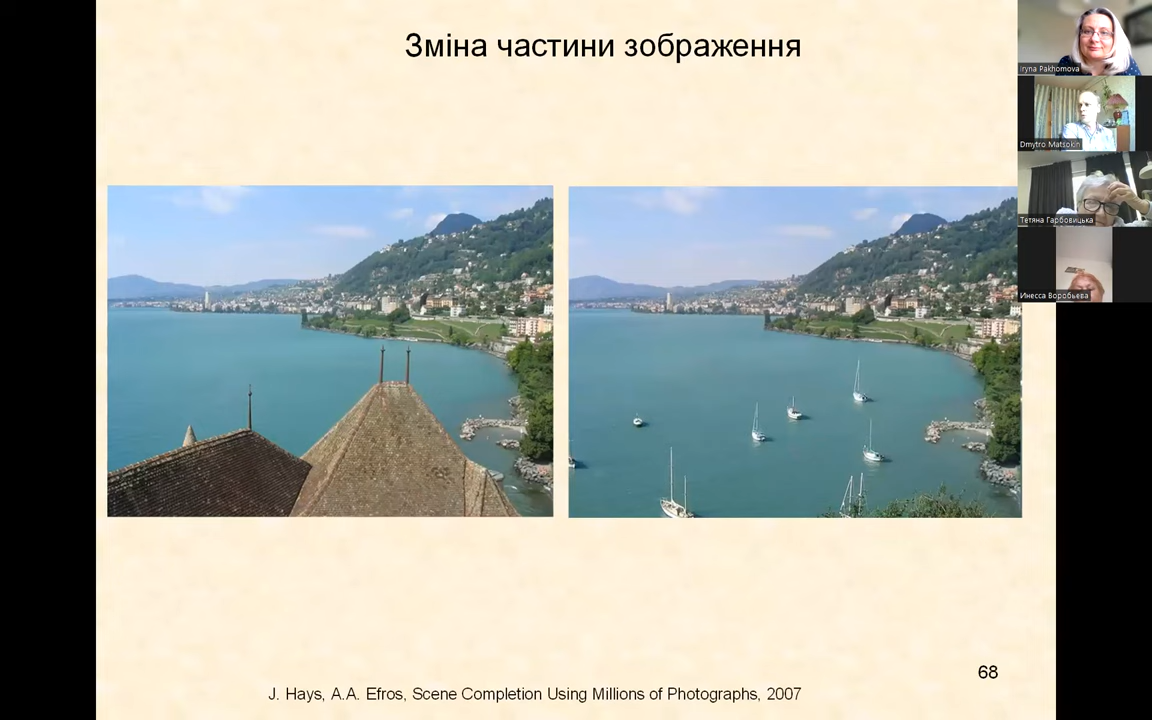 Зміна частини зображення
Iryna Pakhomova
Dmytro Matsokin
Тетяна Гарбовицька
Инесса Воробьева
68
J. Hays, A.A. Efros, Scene Completion Using Millions of Photographs, 2007